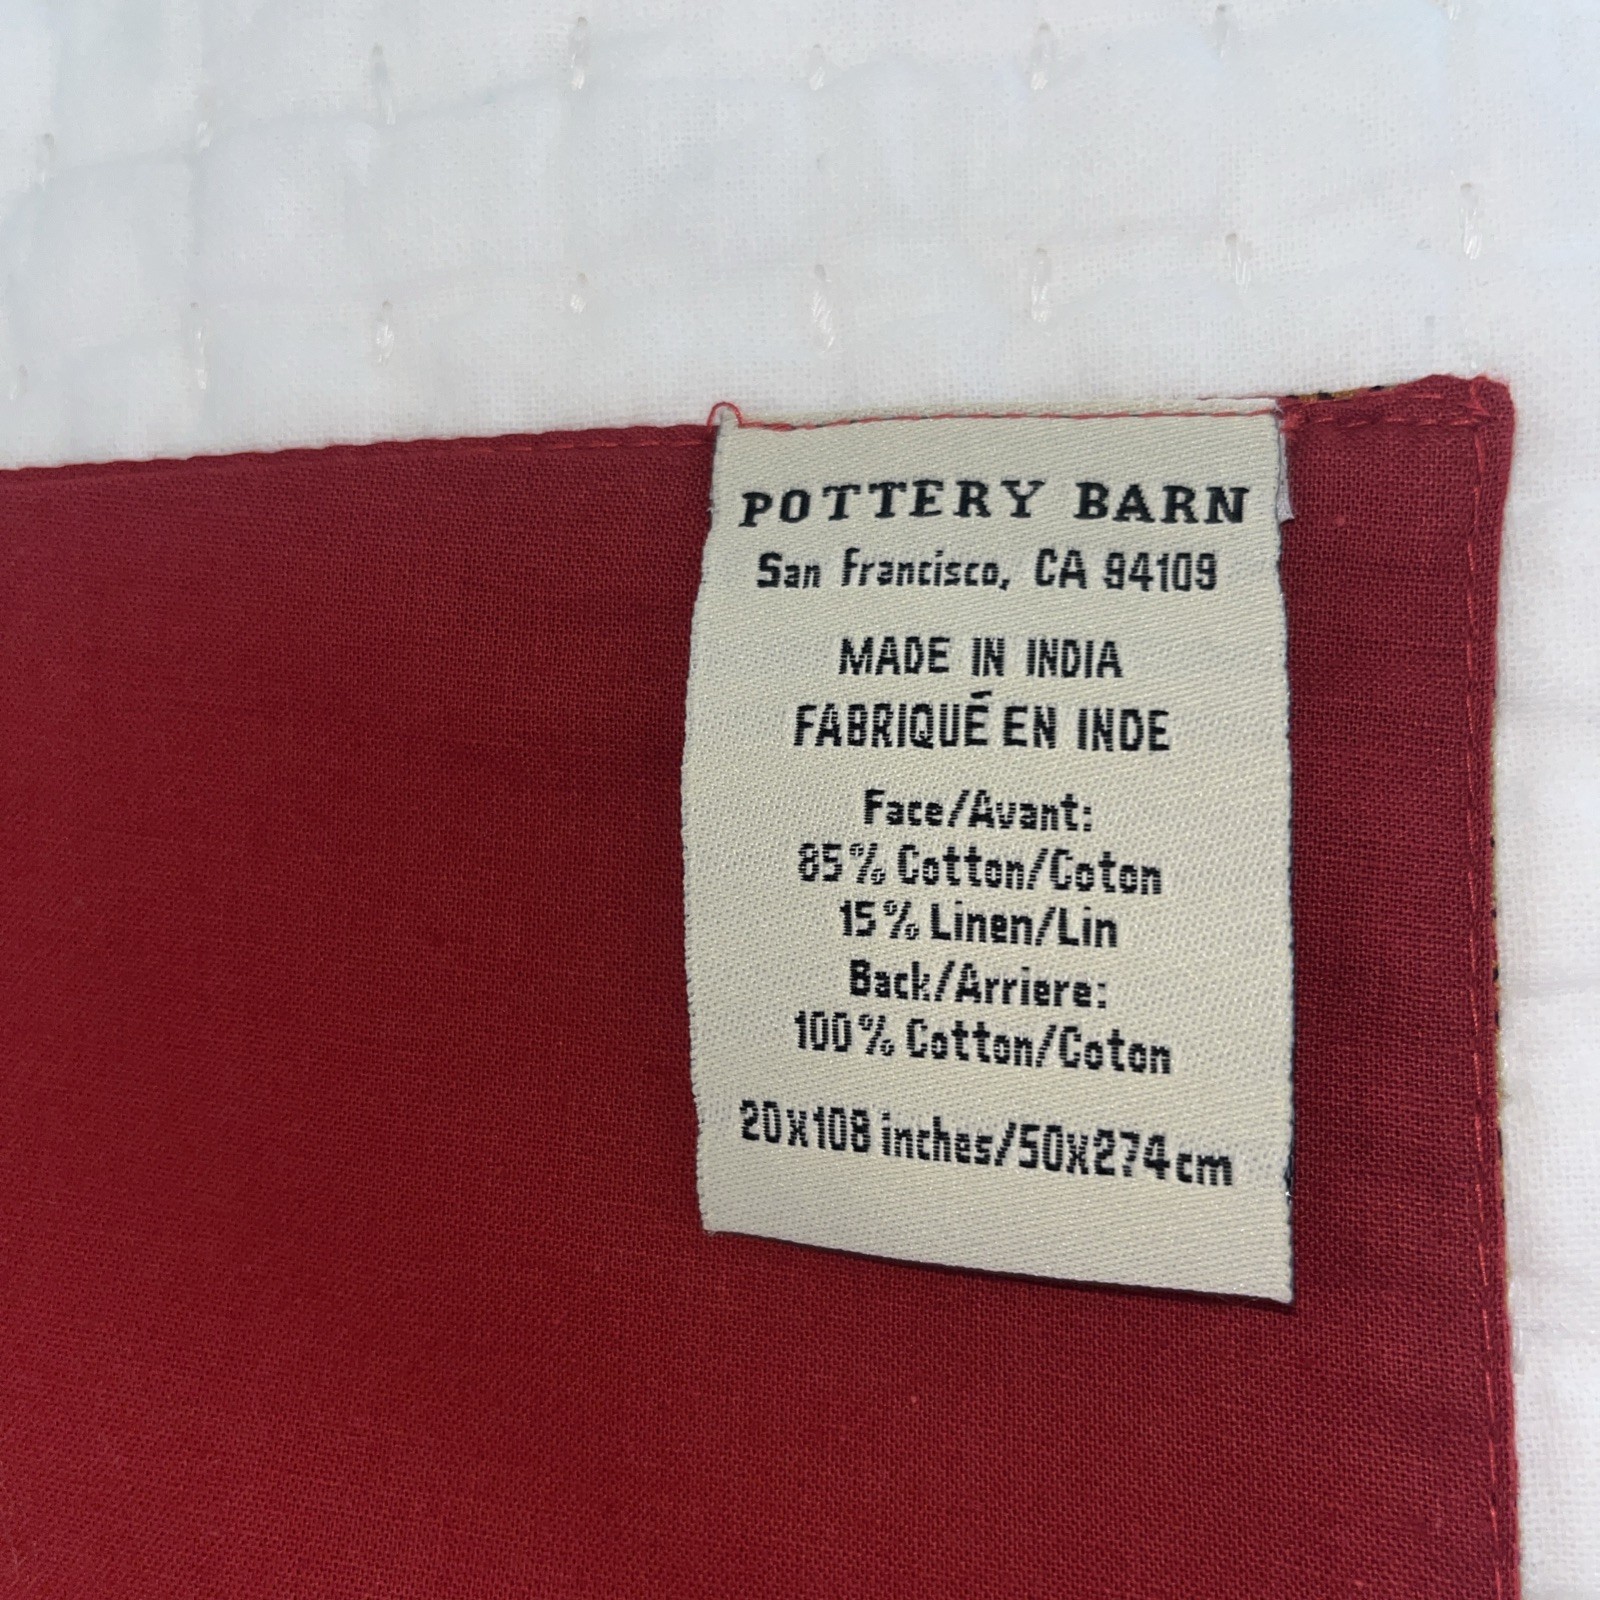 POTTERY BARN
San Francisco, CA 94109
MADE IN INDIA
FABRIQUÉ EN INDE
Face/Avant:
85% Cotton/Coton
15% Linen/Lin
Back/Arriere:
100% Cotton/Coton
20x108 inches/50x274cm